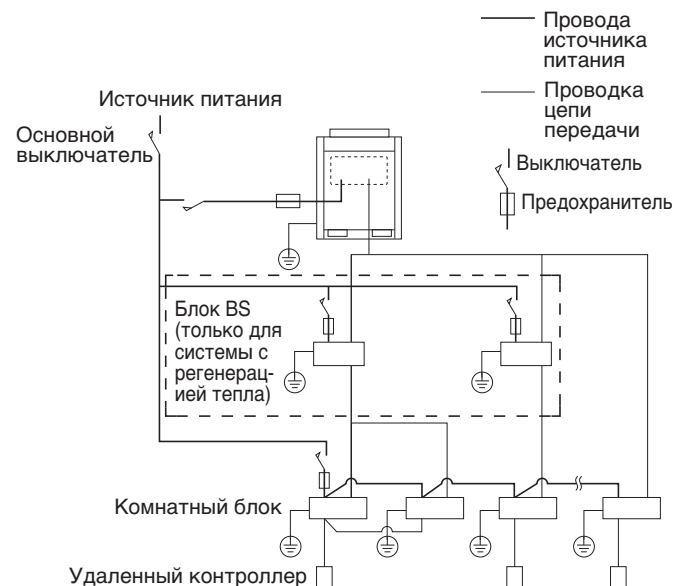 Провода
источника
питания
Проводка
цепи
передачи
Выключатель
Предохранитель
Источник питания
Основной
выключатель
Блок BS
(только для
системы с
регенерац-
ией тепла)
Комнатный блок
Удаленный контроллер